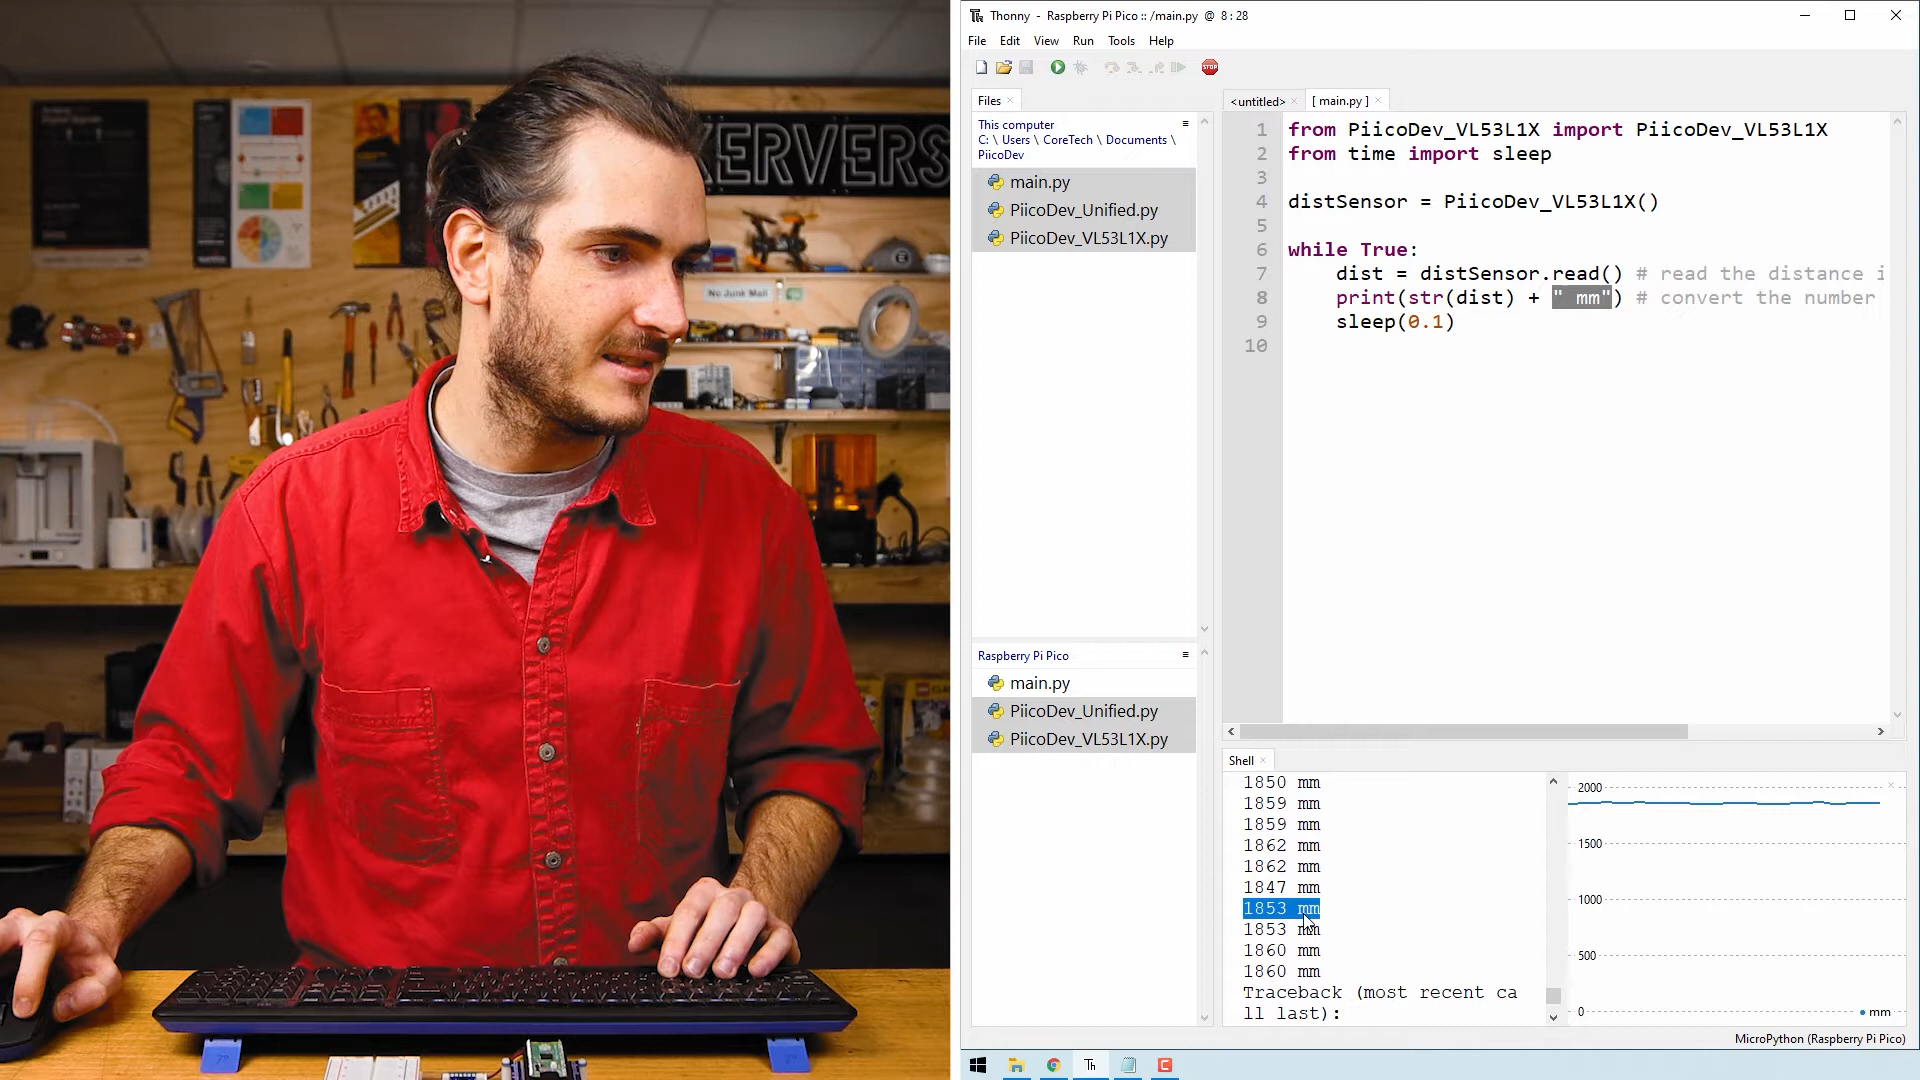 KERVERS
No Junk Mail
Thonny - Raspberry Pi Pico :: /main.py @ 8 : 28
File Edit View Run Tools Help
STOP
Files
<untitled> [ main.py ]
This computer
C: \ Users \ CoreTech \ Documents \
PiicoDev
main.py
PiicoDev_Unified.py
PiicoDev_VL53L1X.py
1 from PiicoDev_VL53L1X import PiicoDev_VL53L1X
2 from time import sleep
3
4 distSensor = PiicoDev_VL53L1X()
5
6 while True:
7 dist = distSensor.read() # read the distance i
8 print(str(dist) + " mm") # convert the number
9 sleep(0.1)
10
Raspberry Pi Pico
main.py
PiicoDev_Unified.py
PiicoDev_VL53L1X.py
Shell
1850 mm
1859 mm
1859 mm
1862 mm
1862 mm
1847 mm
1853 mm
1853 mm
1860 mm
1860 mm
Traceback (most recent ca
ll last):
2000
1500
1000
500
0
mm
MicroPython (Raspberry Pi Pico)
Th